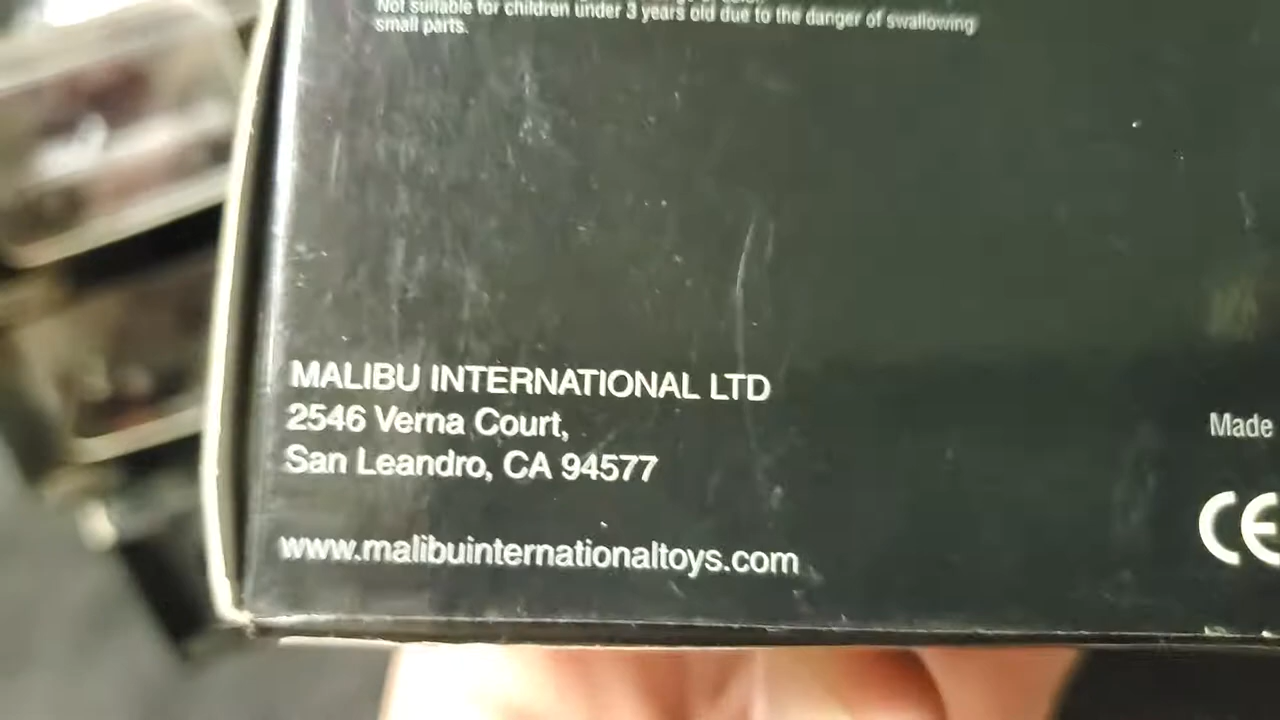 Not suitable for children under 3 years old due to the danger of swallowing
small parts.
MALIBU INTERNATIONAL LTD
2546 Verna Court,
San Leandro, CA 94577
Made
CE
www.malibuinternationaltoys.com